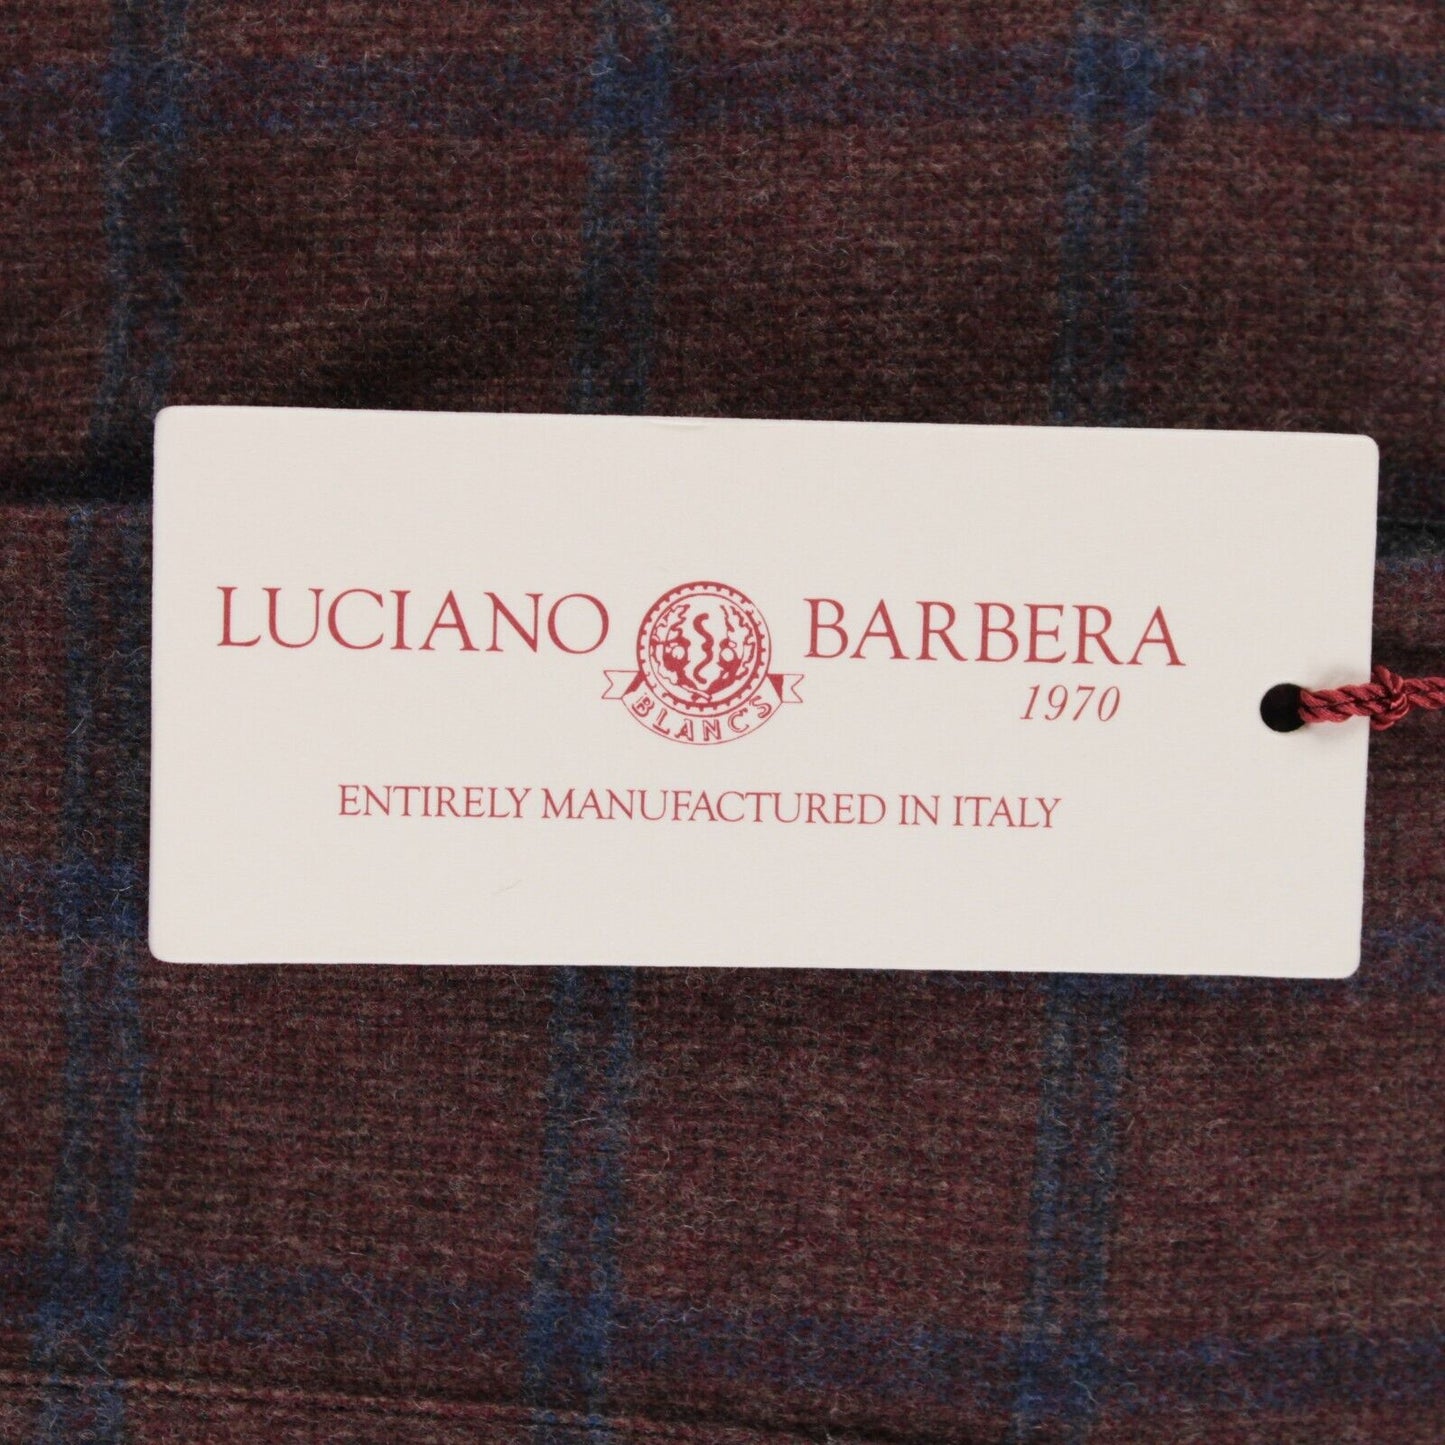 LUCIANO BARBERA
BLANC'S
1970
ENTIRELY MANUFACTURED IN ITALY